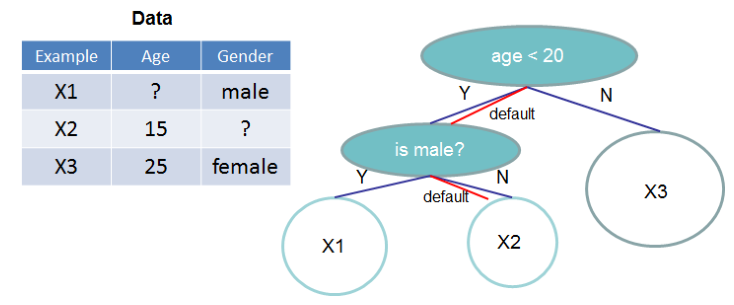 Data
Example Age Gender
X1 ? male
X2 15 ?
X3 25 female
age < 20
Y
N
default
is male?
Y
N
default
X1
X2
X3